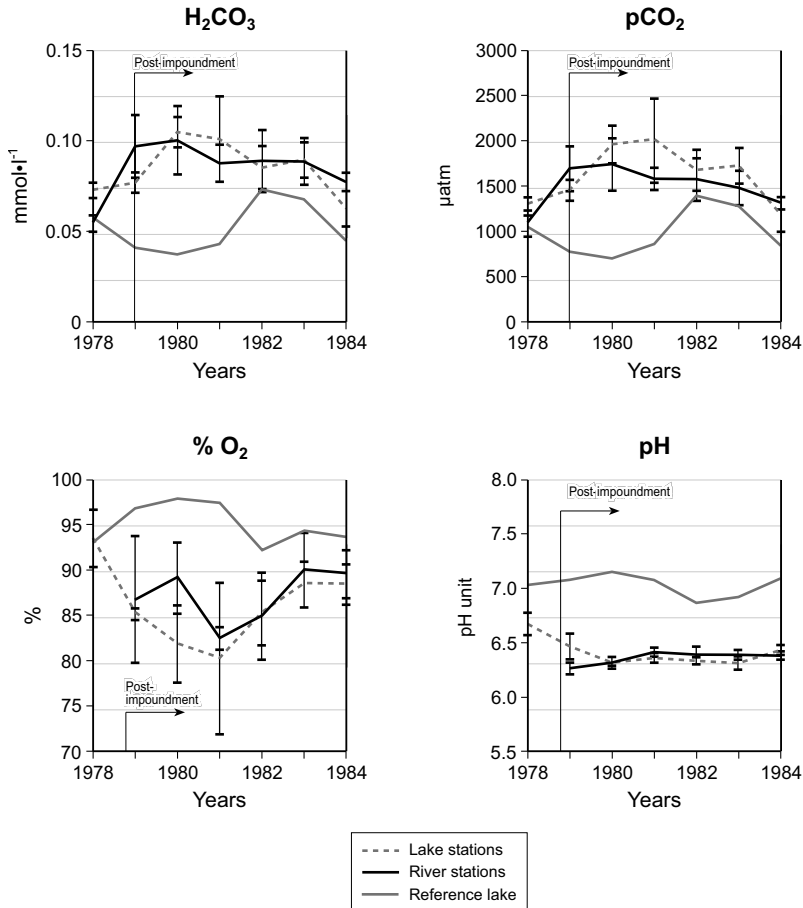 H₂CO₃
0.15
0.10
0.05
0
mmol•l⁻¹
Post-impoundment
1978
1980
1982
1984
Years
pCO₂
3000
2500
2000
1500
1000
500
0
µatm
Post-impoundment
1978
1980
1982
1984
Years
% O₂
100
95
90
85
80
75
70
%
Post-
impoundment
1978
1980
1982
1984
Years
pH
8.0
7.5
7.0
6.5
6.0
5.5
pH unit
Post-impoundment
1978
1980
1982
1984
Years
Lake stations
River stations
Reference lake